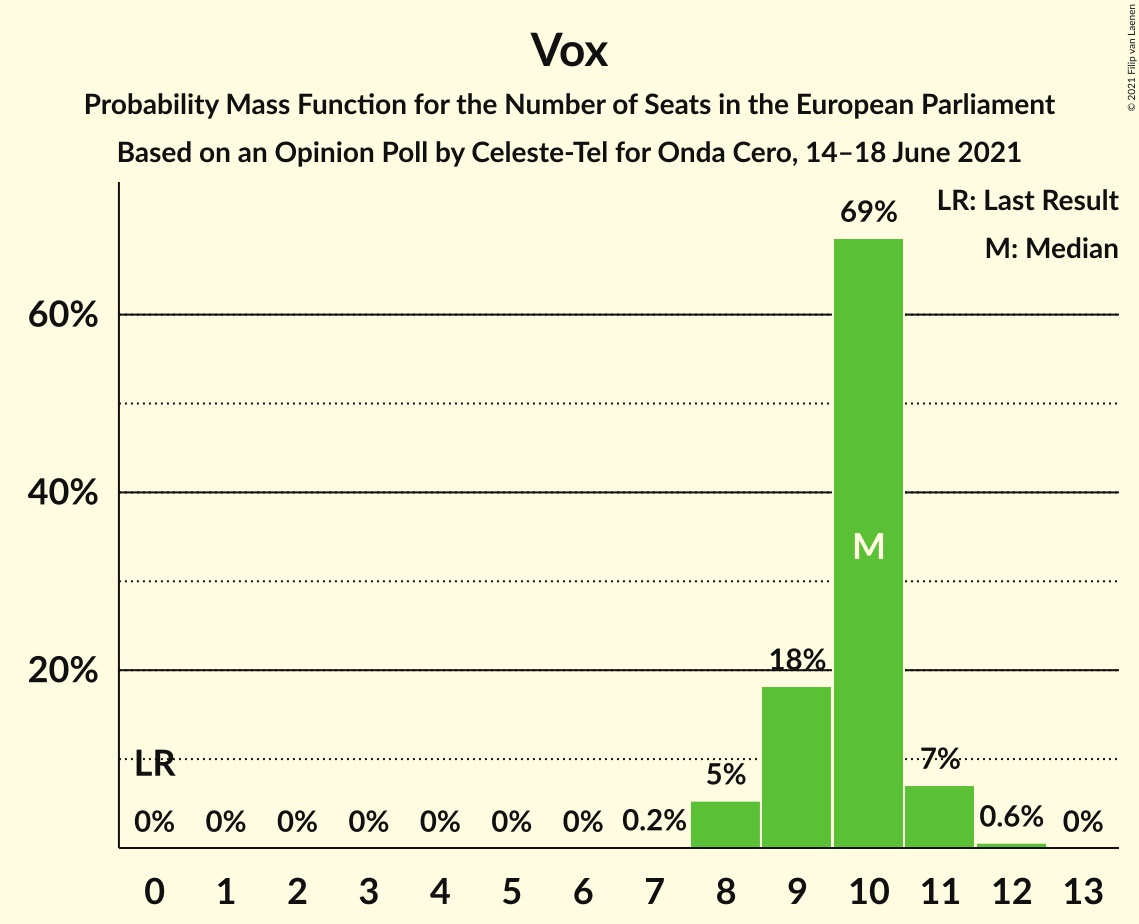 Vox
Probability Mass Function for the Number of Seats in the European Parliament
Based on an Opinion Poll by Celeste-Tel for Onda Cero, 14–18 June 2021
© 2021 Filip van Laenen
LR: Last Result
M: Median
60%
40%
20%
LR
0% 0% 0% 0% 0% 0% 0% 0.2% 5% 18% 69% 7% 0.6% 0%
M
0 1 2 3 4 5 6 7 8 9 10 11 12 13